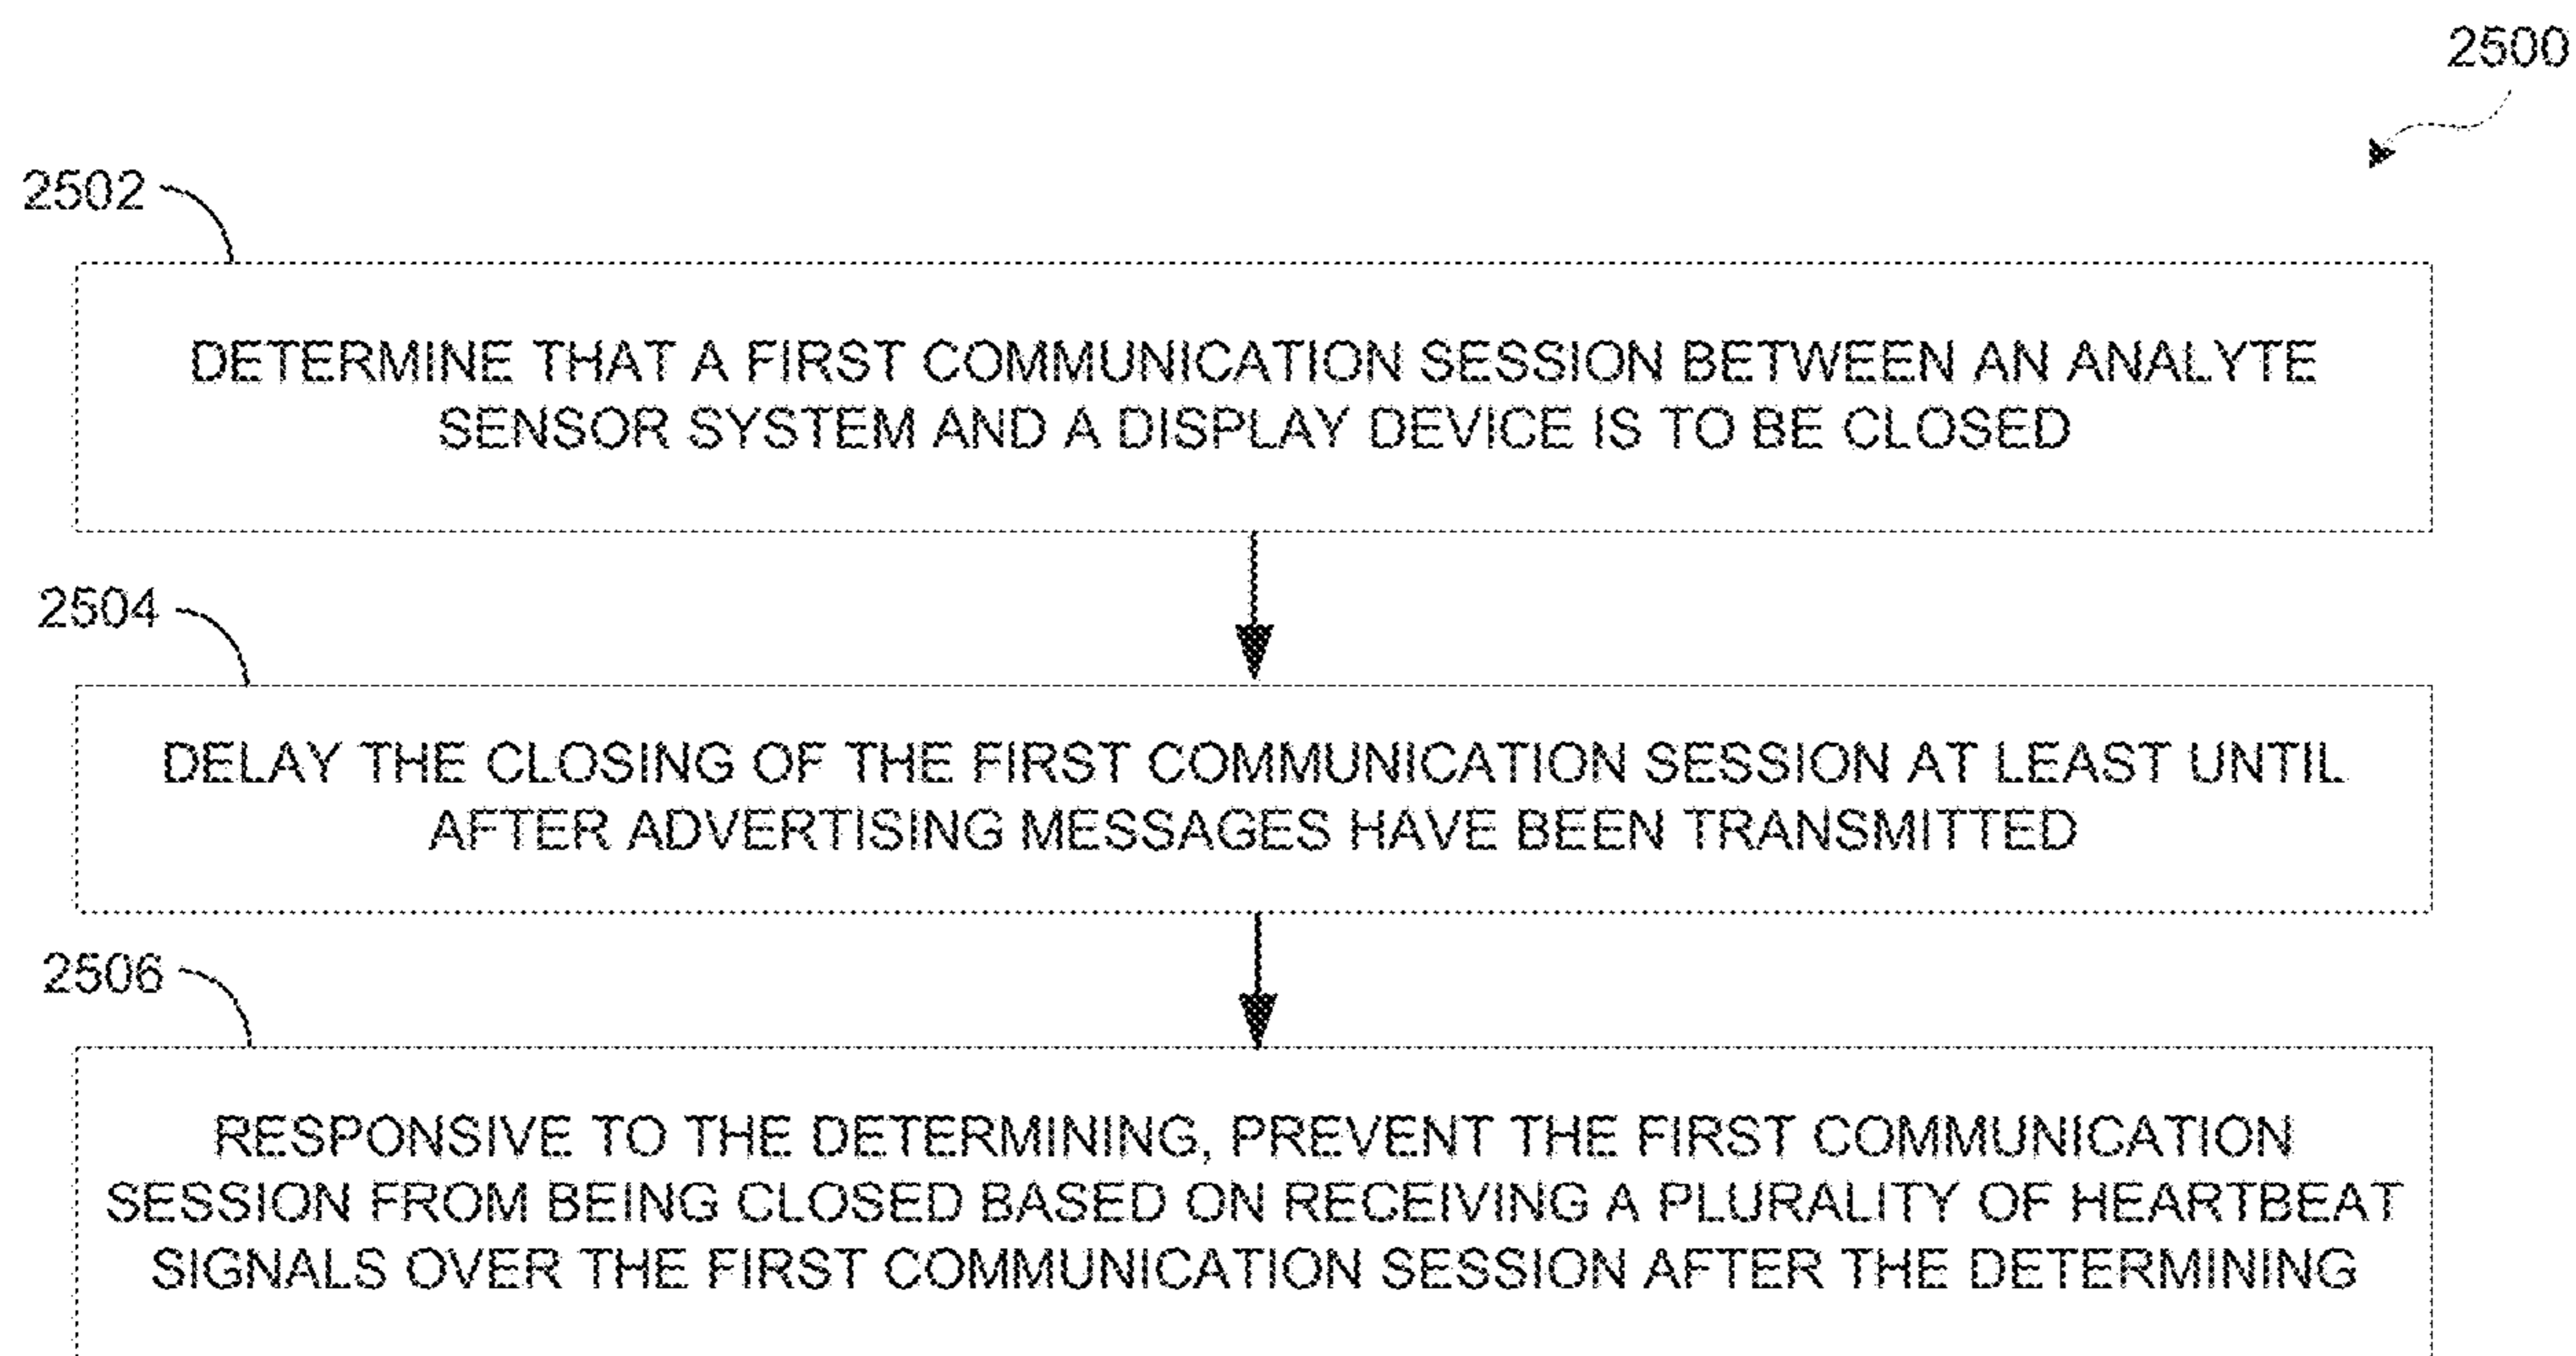 2500
2502
DETERMINE THAT A FIRST COMMUNICATION SESSION BETWEEN AN ANALYTE
SENSOR SYSTEM AND A DISPLAY DEVICE IS TO BE CLOSED
2504
DELAY THE CLOSING OF THE FIRST COMMUNICATION SESSION AT LEAST UNTIL
AFTER ADVERTISING MESSAGES HAVE BEEN TRANSMITTED
2506
RESPONSIVE TO THE DETERMINING, PREVENT THE FIRST COMMUNICATION
SESSION FROM BEING CLOSED BASED ON RECEIVING A PLURALITY OF HEARTBEAT
SIGNALS OVER THE FIRST COMMUNICATION SESSION AFTER THE DETERMINING